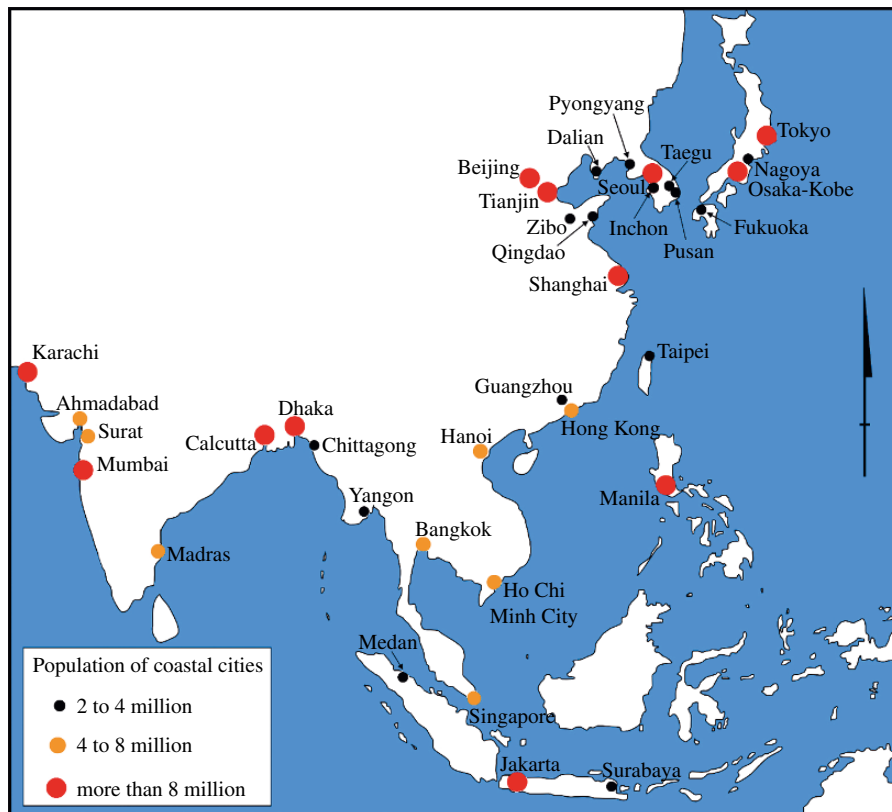 Pyongyang
Dalian
Taegu
Tokyo
Beijing
Seoul
Nagoya
Tianjin
Osaka-Kobe
Zibo
Inchon
Fukuoka
Qingdao
Pusan
Shanghai
Karachi
Taipei
Guangzhou
Ahmadabad
Dhaka
Surat
Calcutta
Chittagong
Hanoi
Hong Kong
Mumbai
Yangon
Manila
Bangkok
Madras
Ho Chi
Minh City
Medan
Population of coastal cities
2 to 4 million
Singapore
4 to 8 million
Jakarta
Surabaya
more than 8 million